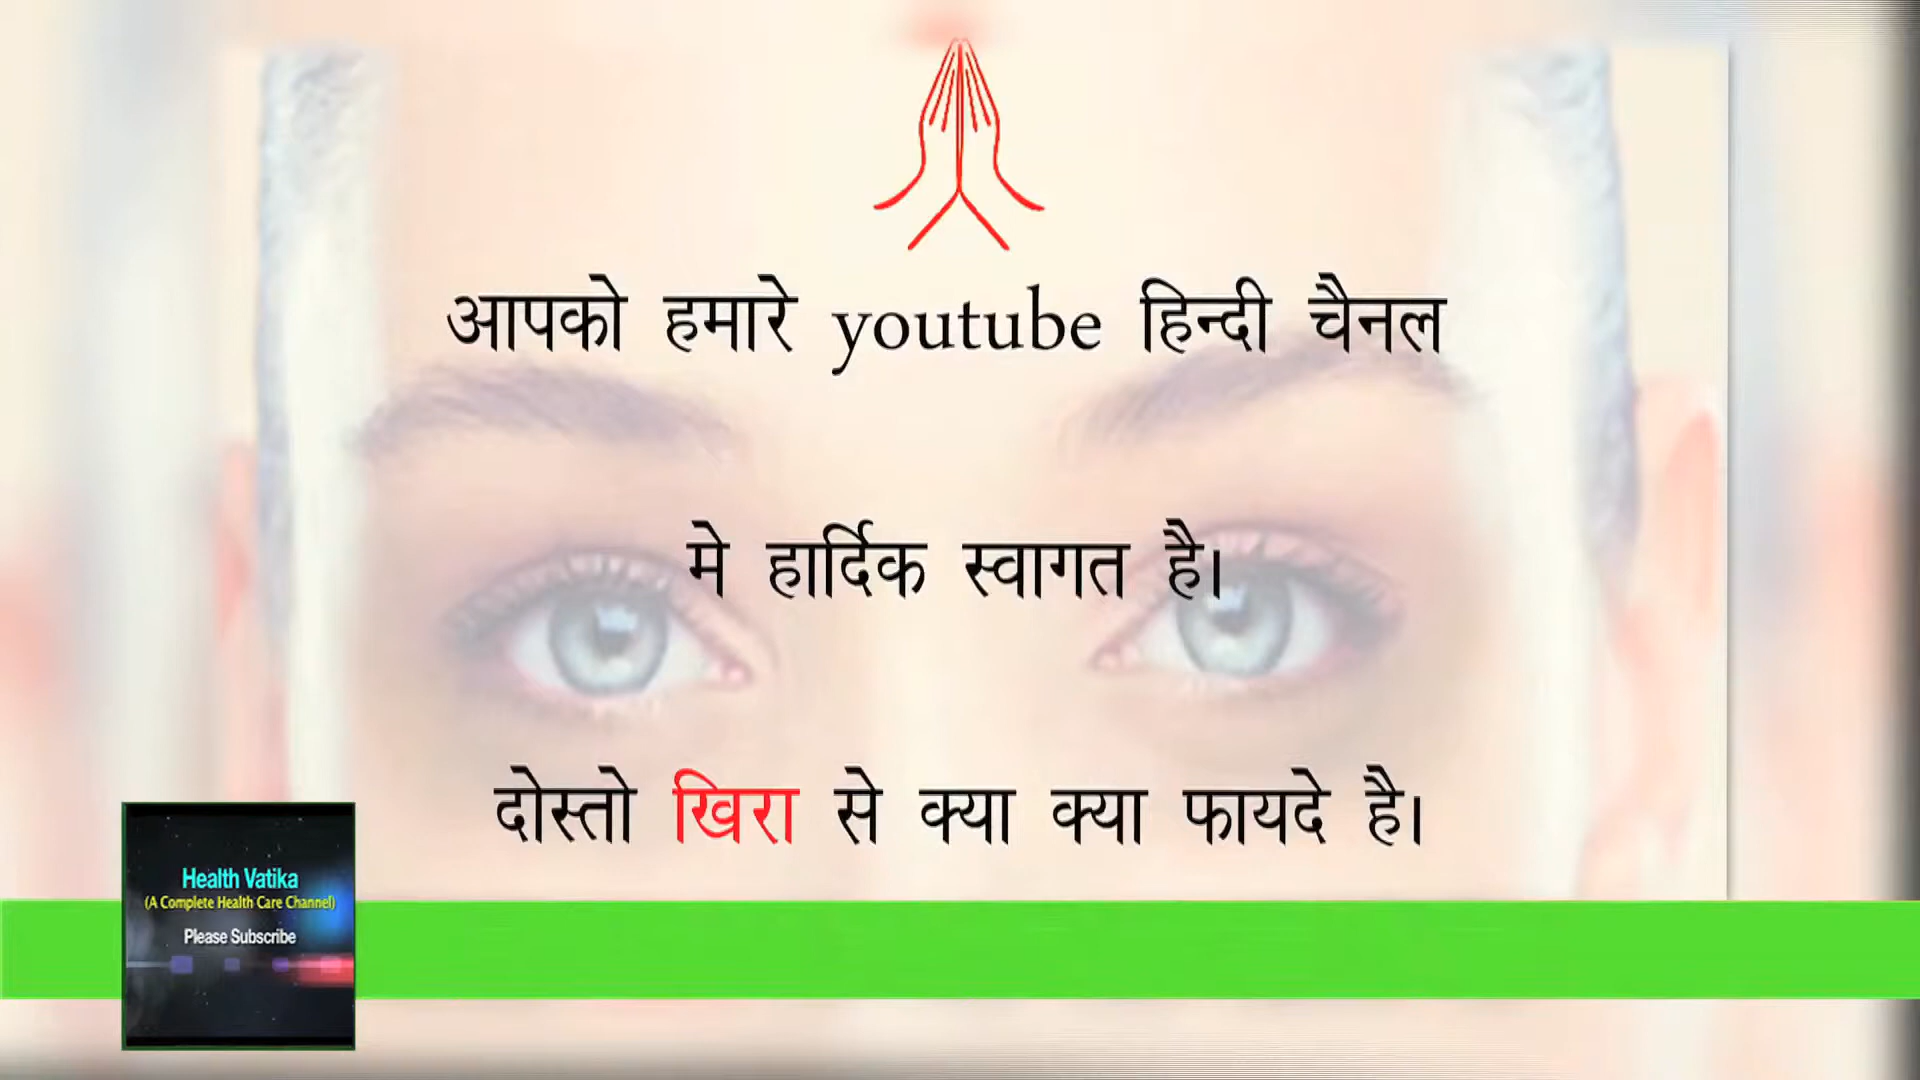 आपको हमारे youtube हिन्दी चैनल
मे हार्दिक स्वागत है।
दोस्तो खिरा से क्या क्या फायदे है।
Health Vatika
(A Complete Health Care Channel)
Please Subscribe